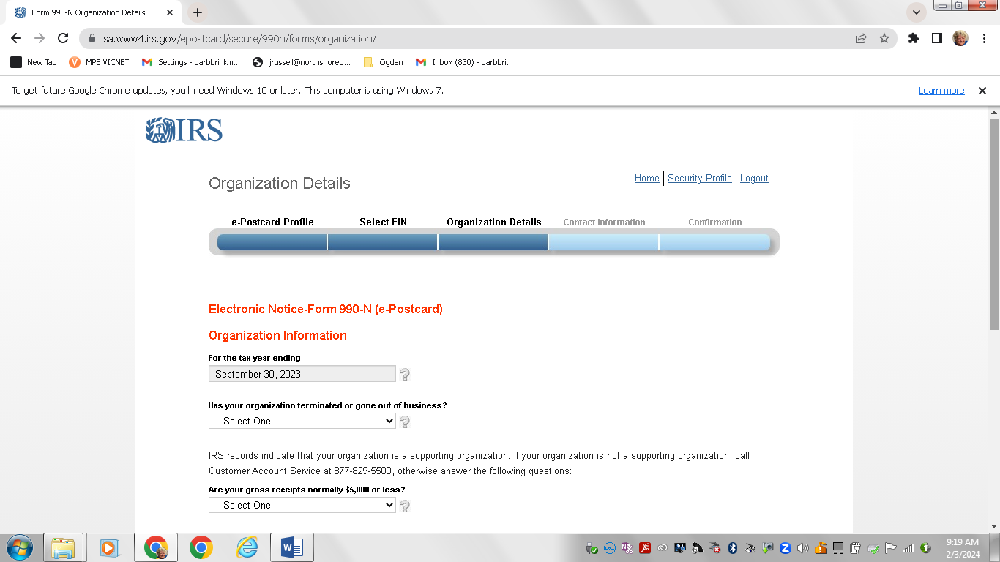 Form 990-N Organization Details
sa.www4.irs.gov/epostcard/secure/990n/forms/organization/
New Tab
MPS VICNET
Settings - barbbrinkm...
jrussell@northshoreb...
Ogden
Inbox (830) - barbbri...
To get future Google Chrome updates, you'll need Windows 10 or later. This computer is using Windows 7.
Learn more
IRS
Organization Details
Home
Security Profile
Logout
e-Postcard Profile
Select EIN
Organization Details
Contact Information
Confirmation
Electronic Notice-Form 990-N (e-Postcard)
Organization Information
For the tax year ending
September 30, 2023
Has your organization terminated or gone out of business?
--Select One--
IRS records indicate that your organization is a supporting organization. If your organization is not a supporting organization, call
Customer Account Service at 877-829-5500, otherwise answer the following questions:
Are your gross receipts normally $5,000 or less?
--Select One--
9:19 AM
2/3/2024